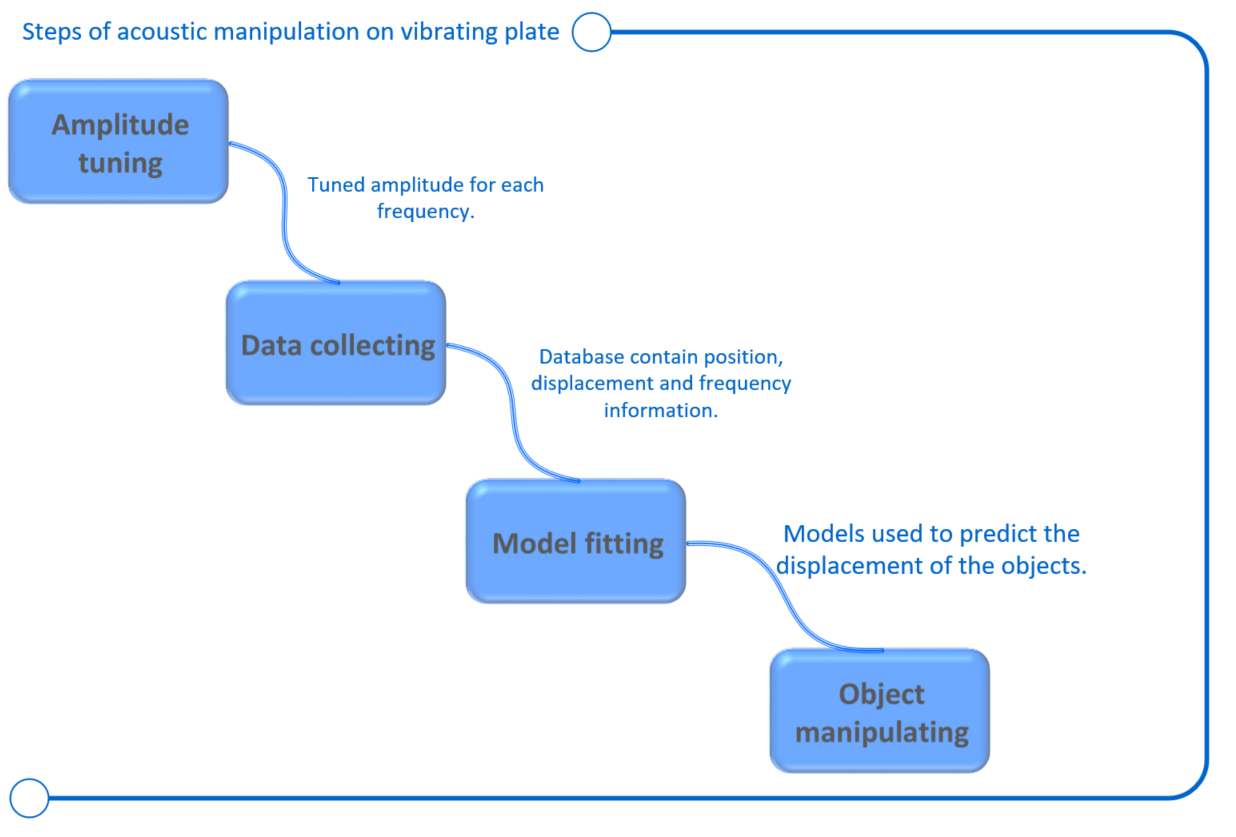 Steps of acoustic manipulation on vibrating plate
Amplitude
tuning
Tuned amplitude for each
frequency.
Data collecting
Database contain position,
displacement and frequency
information.
Model fitting
Models used to predict the
displacement of the objects.
Object
manipulating